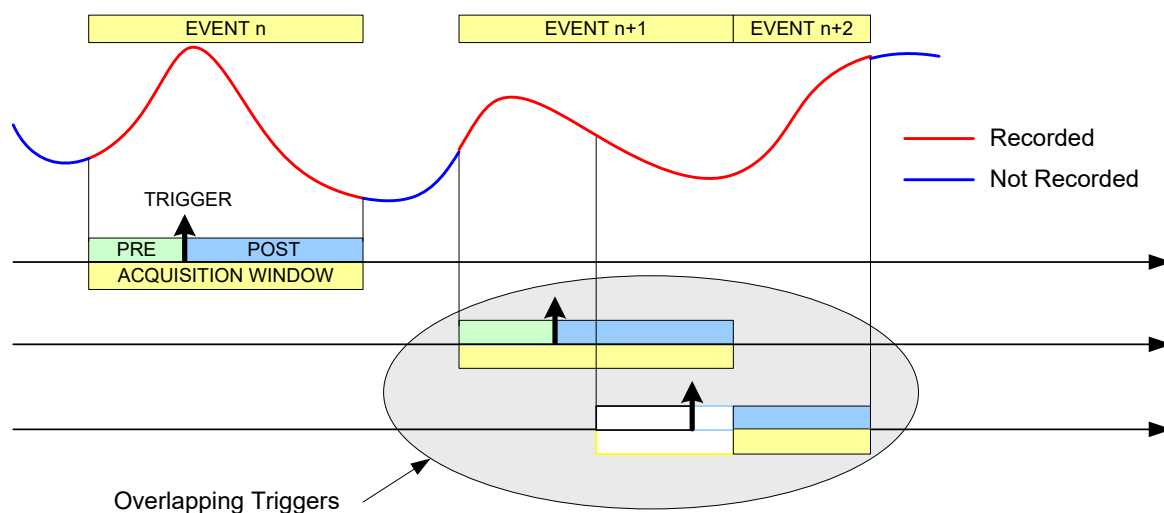 EVENT n
EVENT n+1
EVENT n+2
Recorded
Not Recorded
TRIGGER
PRE
POST
ACQUISITION WINDOW
Overlapping Triggers